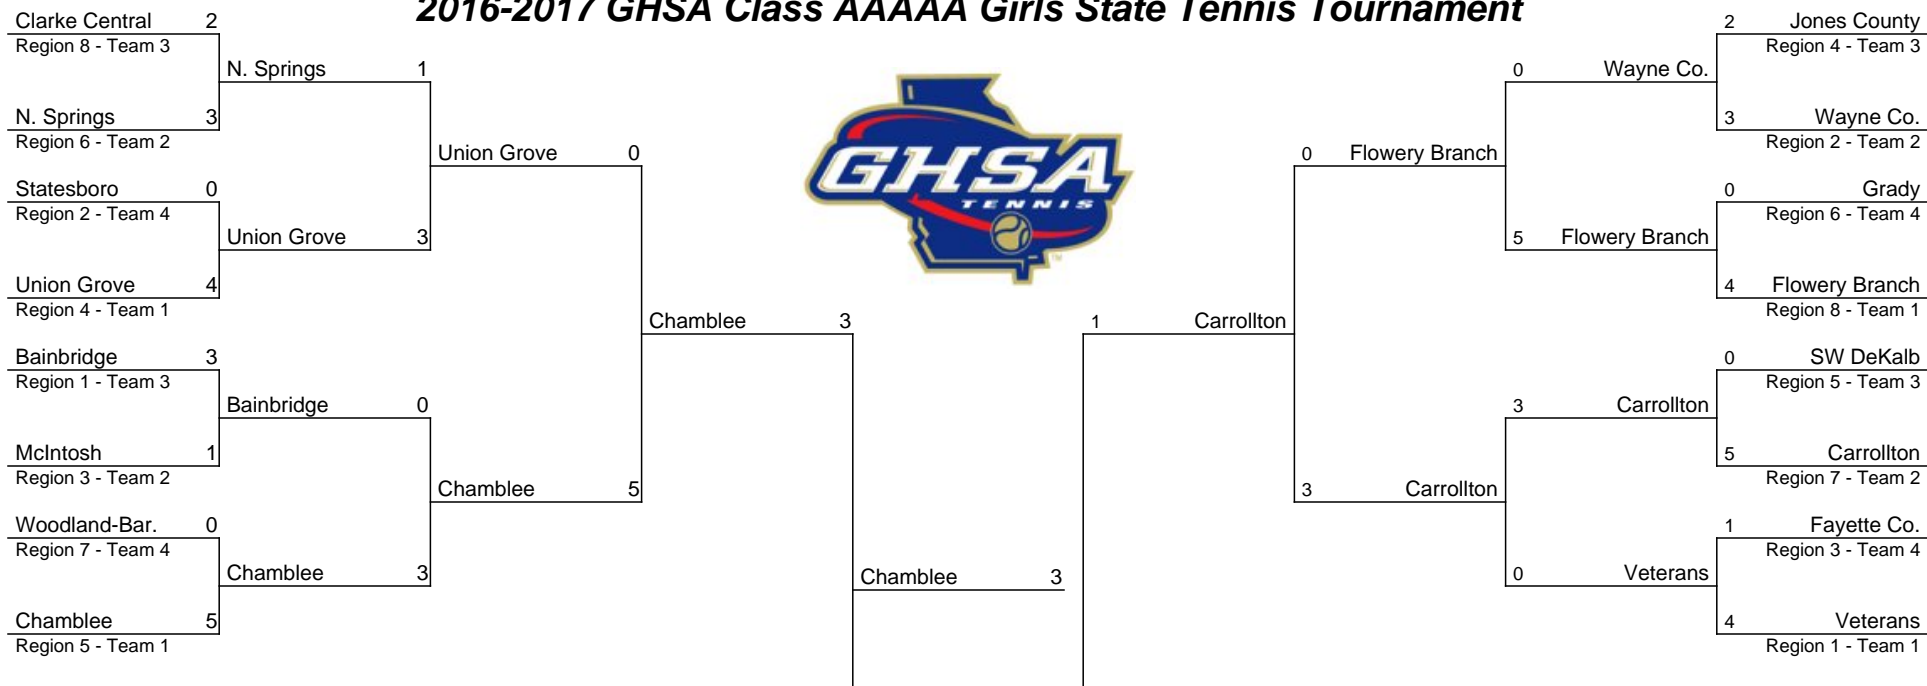 2016-2017 GHSA Class AAAAA Girls State Tennis Tournament
Clarke Central 2
Region 8 - Team 3
N. Springs 1
N. Springs 3
Region 6 - Team 2
Union Grove 0
Statesboro 0
Region 2 - Team 4
Union Grove 3
Union Grove 4
Region 4 - Team 1
Chamblee 3
Bainbridge 3
Region 1 - Team 3
Bainbridge 0
McIntosh 1
Region 3 - Team 2
Chamblee 5
Woodland-Bar. 0
Region 7 - Team 4
Chamblee 3
Chamblee 5
Region 5 - Team 1
Chamblee 3
GHSA
TENNIS
TM
2 Jones County
Region 4 - Team 3
0 Wayne Co.
3 Wayne Co.
Region 2 - Team 2
0 Flowery Branch
0 Grady
Region 6 - Team 4
5 Flowery Branch
4 Flowery Branch
Region 8 - Team 1
1 Carrollton
0 SW DeKalb
Region 5 - Team 3
3 Carrollton
5 Carrollton
Region 7 - Team 2
3 Carrollton
1 Fayette Co.
Region 3 - Team 4
0 Veterans
4 Veterans
Region 1 - Team 1